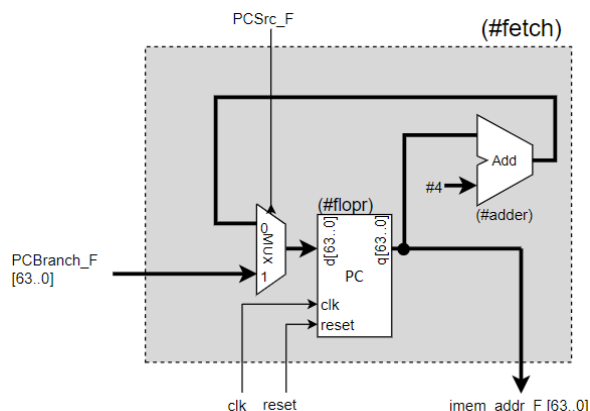 PCSrc_F
(#fetch)
Add
#4
(#adder)
(#flopr)
0
MUX
1
d[63..0]
q[63..0]
PC
PCBranch_F
[63..0]
clk
reset
clk
reset
imem_addr_F [63..0]